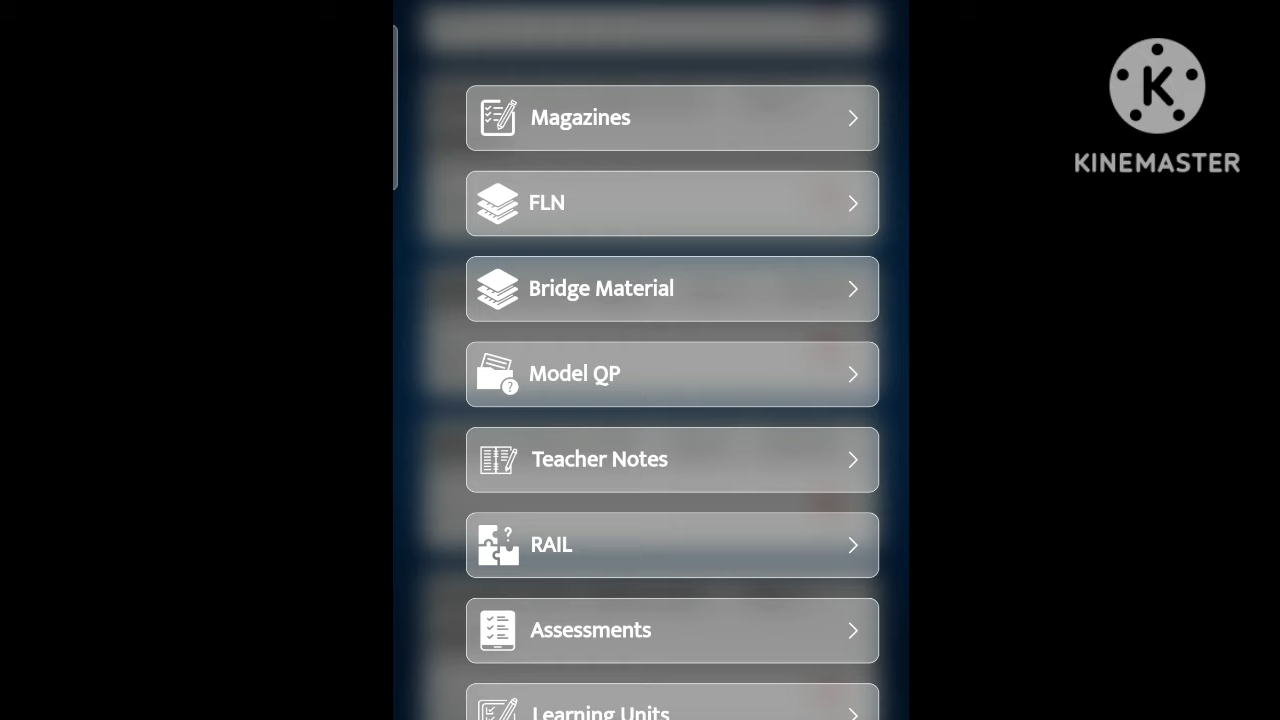 Magazines
KINEMASTER
FLN
Bridge Material
Model QP
Teacher Notes
RAIL
Assessments
Learning Units